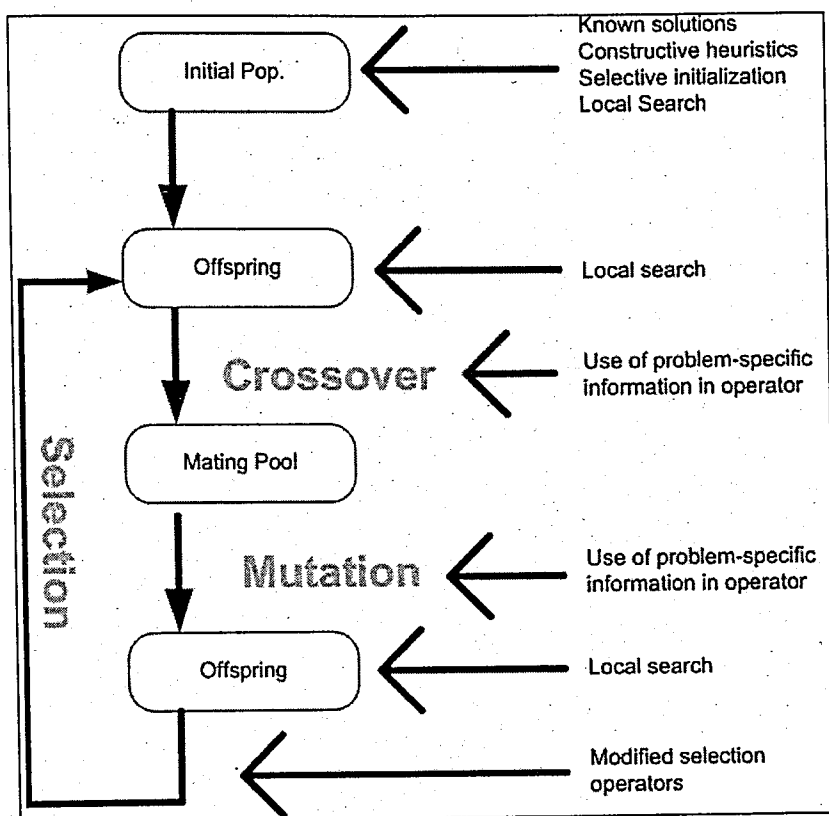 Known solutions
Constructive heuristics
Selective initialization
Local Search
Initial Pop.
Offspring
Local search
Crossover
Use of problem-specific
information in operator
Selection
Mating Pool
Mutation
Use of problem-specific
information in operator
Offspring
Local search
Modified selection
operators